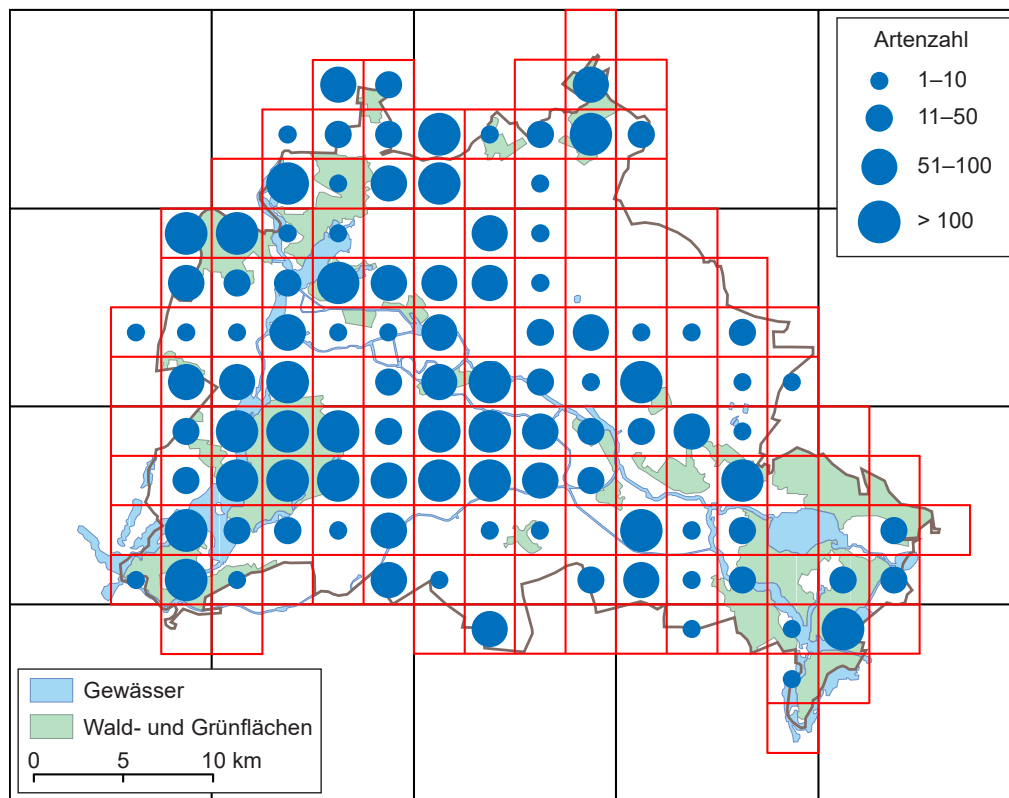 Artenzahl
1–10
11–50
51–100
> 100
Gewässer
Wald- und Grünflächen
0 5 10 km